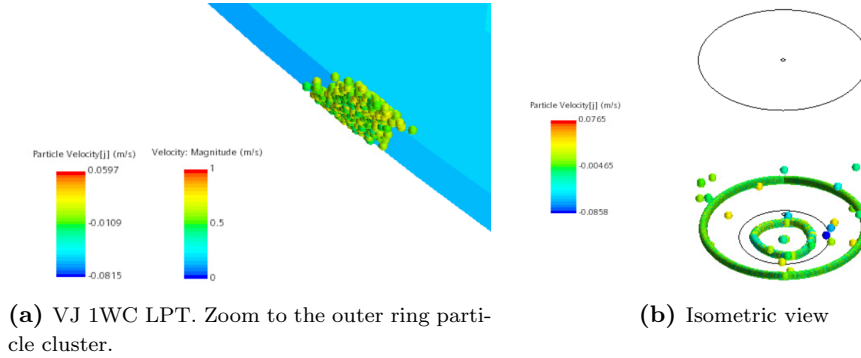 Particle Velocity[j] (m/s)
0.0597
-0.0109
-0.0815
Velocity: Magnitude (m/s)
1
0.5
0
Particle Velocity[j] (m/s)
0.0765
-0.00465
-0.0858
(a) VJ 1WC LPT. Zoom to the outer ring parti-
cle cluster.
(b) Isometric view